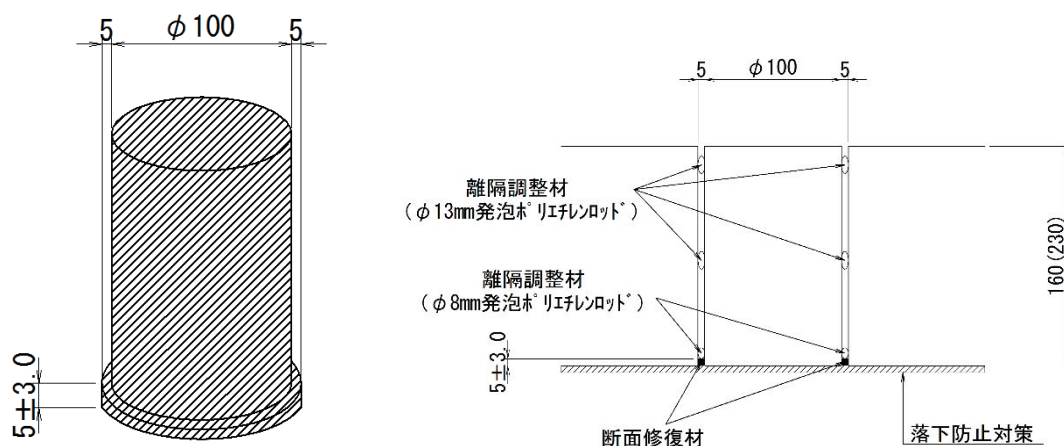 5 φ100 5
5±3.0
5 φ100 5
離隔調整材
(φ13mm発泡ﾎﾟﾘｴﾁﾚﾝﾛｯﾄﾞ)
離隔調整材
(φ8mm発泡ﾎﾟﾘｴﾁﾚﾝﾛｯﾄﾞ)
160(230)
5±3.0
断面修復材
落下防止対策